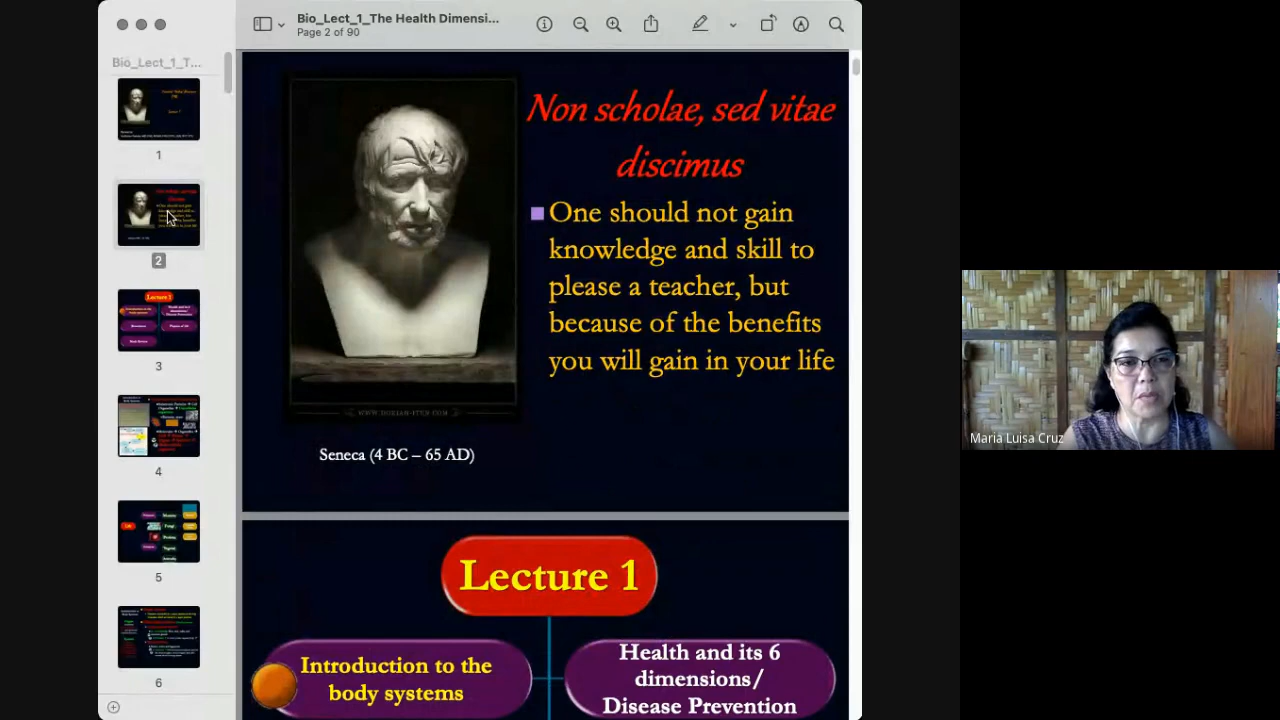 Bio_Lect_1_The Health Dimensi...
Page 2 of 90
Bio_Lect_1_T...
1
2
Lecture 1
3
4
5
6
Non scholae, sed vitae
discimus
One should not gain
knowledge and skill to
please a teacher, but
because of the benefits
you will gain in your life
Seneca (4 BC – 65 AD)
Lecture 1
Introduction to the
body systems
Health and its 6
dimensions/
Disease Prevention
Maria Luisa Cruz